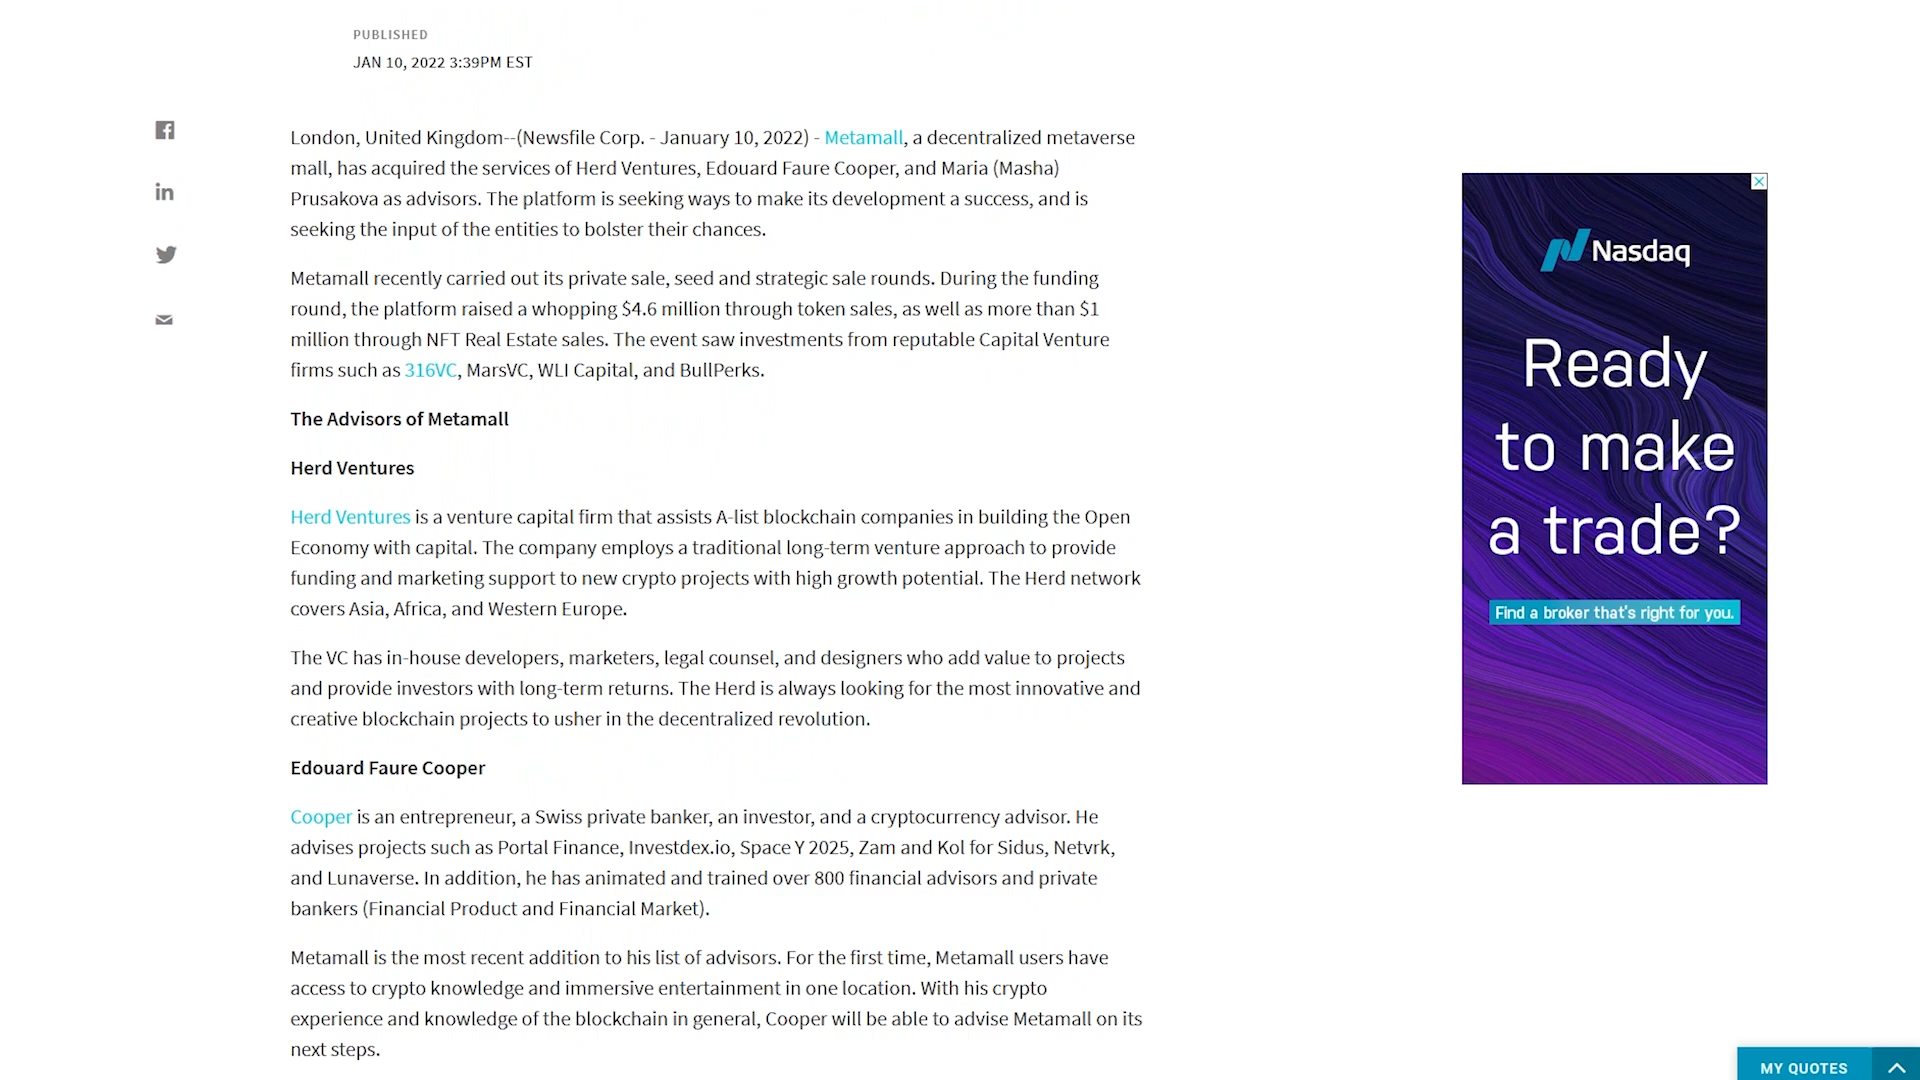 PUBLISHED
JAN 10, 2022 3:39PM EST
London, United Kingdom--(Newsfile Corp. - January 10, 2022) - Metamall, a decentralized metaverse
mall, has acquired the services of Herd Ventures, Edouard Faure Cooper, and Maria (Masha)
Prusakova as advisors. The platform is seeking ways to make its development a success, and is
seeking the input of the entities to bolster their chances.
Metamall recently carried out its private sale, seed and strategic sale rounds. During the funding
round, the platform raised a whopping $4.6 million through token sales, as well as more than $1
million through NFT Real Estate sales. The event saw investments from reputable Capital Venture
firms such as 316VC, MarsVC, WLI Capital, and BullPerks.
The Advisors of Metamall
Herd Ventures
Herd Ventures is a venture capital firm that assists A-list blockchain companies in building the Open
Economy with capital. The company employs a traditional long-term venture approach to provide
funding and marketing support to new crypto projects with high growth potential. The Herd network
covers Asia, Africa, and Western Europe.
The VC has in-house developers, marketers, legal counsel, and designers who add value to projects
and provide investors with long-term returns. The Herd is always looking for the most innovative and
creative blockchain projects to usher in the decentralized revolution.
Edouard Faure Cooper
Cooper is an entrepreneur, a Swiss private banker, an investor, and a cryptocurrency advisor. He
advises projects such as Portal Finance, Investdex.io, Space Y 2025, Zam and Kol for Sidus, Netvrk,
and Lunaverse. In addition, he has animated and trained over 800 financial advisors and private
bankers (Financial Product and Financial Market).
Metamall is the most recent addition to his list of advisors. For the first time, Metamall users have
access to crypto knowledge and immersive entertainment in one location. With his crypto
experience and knowledge of the blockchain in general, Cooper will be able to advise Metamall on its
next steps.
Nasdaq
Ready
to make
a trade?
Find a broker that's right for you.
MY QUOTES